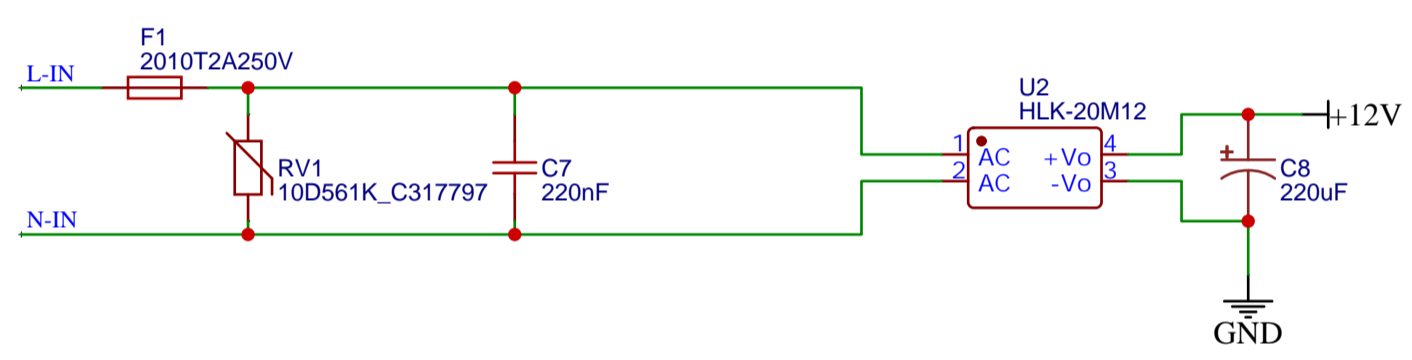 F1
2010T2A250V
L-IN
RV1
10D561K_C317797
C7
220nF
N-IN
U2
HLK-20M12
1
AC
+Vo
4
2
AC
-Vo
3
+12V
+
C8
220uF
GND